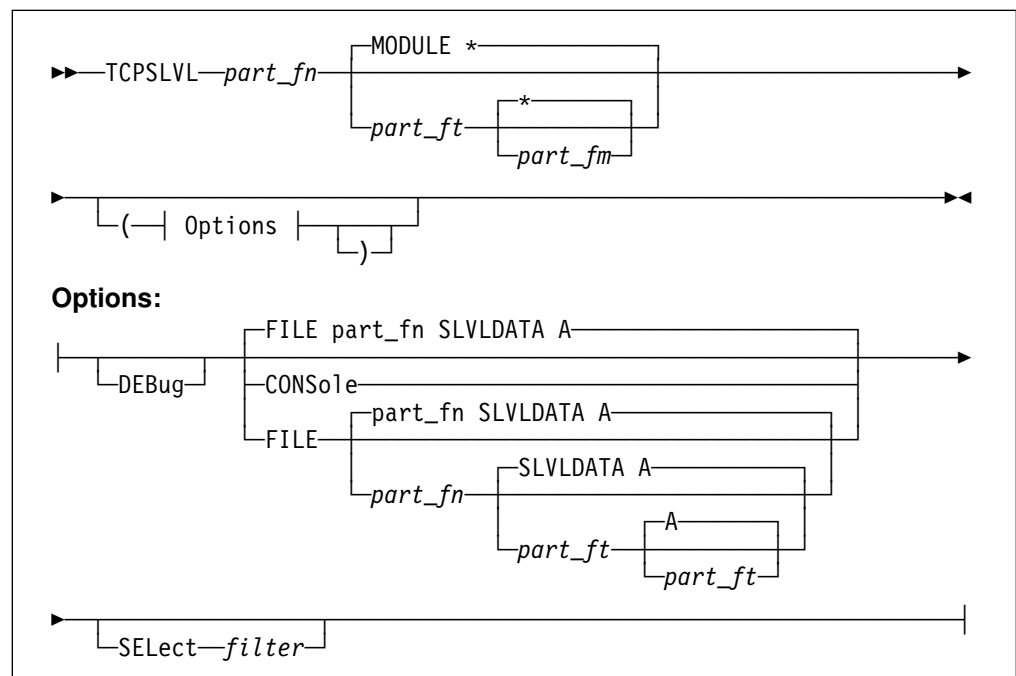 MODULE *
TCPSLVL part_fn
*
part_ft
part_fm
( Options )
Options:
FILE part_fn SLVLDATA A
DEBug
CONSole
part_fn SLVLDATA A
FILE
SLVLDATA A
part_fn
A
part_ft
part_ft
SELect filter